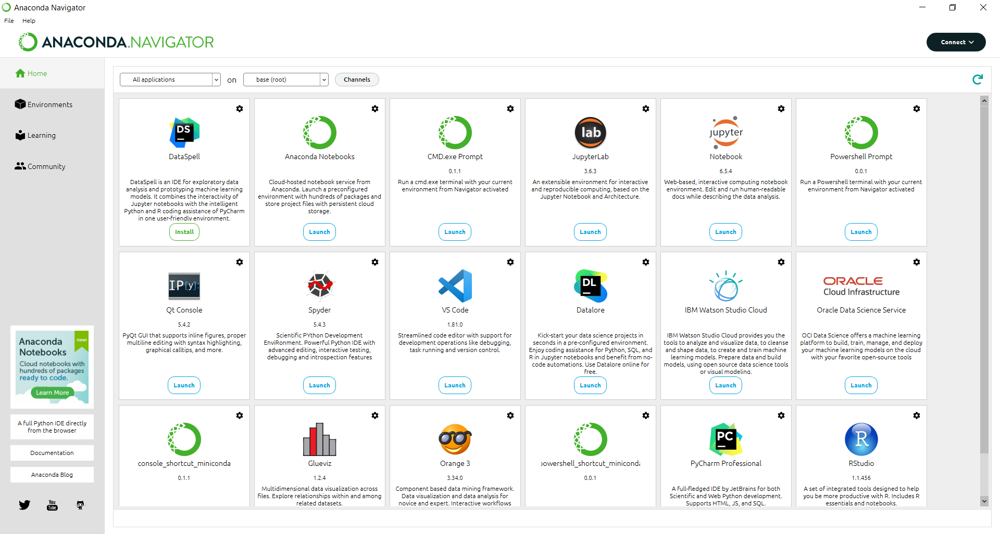 Anaconda Navigator
File Help
ANACONDA.NAVIGATOR
Connect
Home
Environments
Learning
Community
Anaconda
Notebooks
New!
Cloud notebooks with
hundreds of packages
ready to code.
Learn More
A full Python IDE directly
from the browser
Documentation
Anaconda Blog
You
Tube
All applications on base (root) Channels
DS
DataSpell
DataSpell is an IDE for exploratory data
analysis and prototyping machine learning
models. It combines the interactivity of
Jupyter notebooks with the intelligent
Python and R coding assistance of PyCharm
in one user-friendly environment.
Install
Anaconda Notebooks
Cloud-hosted notebook service from
Anaconda. Launch a preconfigured
environment with hundreds of packages and
store project files with persistent cloud
storage.
Launch
CMD.exe Prompt
0.1.1
Run a cmd.exe terminal with your current
environment from Navigator activated
Launch
lab
JupyterLab
3.6.3
An extensible environment for interactive
and reproducible computing, based on the
Jupyter Notebook and Architecture.
Launch
jupyter
Notebook
6.5.4
Web-based, interactive computing notebook
environment. Edit and run human-readable
docs while describing the data analysis.
Launch
Powershell Prompt
0.0.1
Run a Powershell terminal with your current
environment from Navigator activated
Launch
IP[y]:
Qt Console
5.4.2
PyQt GUI that supports inline figures, proper
multiline editing with syntax highlighting,
graphical calltips, and more.
Launch
Spyder
5.4.3
Scientific PYthon Development
EnviRonment. Powerful Python IDE with
advanced editing, interactive testing,
debugging and introspection features
Launch
VS Code
1.81.0
Streamlined code editor with support for
development operations like debugging,
task running and version control.
Launch
DL
Datalore
Kick-start your data science projects in
seconds in a pre-configured environment.
Enjoy coding assistance for Python, SQL, and
R in Jupyter notebooks and benefit from no-
code automations. Use Datalore online for
free.
Launch
IBM Watson Studio Cloud
IBM Watson Studio Cloud provides you the
tools to analyze and visualize data, to cleanse
and shape data, to create and train machine
learning models. Prepare data and build
models, using open source data science tools
or visual modeling.
Launch
ORACLE
Cloud Infrastructure
Oracle Data Science Service
OCI Data Science offers a machine learning
platform to build, train, manage, and deploy
your machine learning models on the cloud
with your favorite open-source tools
Launch
console_shortcut_miniconda
0.1.1
Glueviz
1.2.4
Multidimensional data visualization across
files. Explore relationships within and among
related datasets.
Orange 3
3.34.0
Component based data mining framework.
Data visualization and data analysis for
novice and expert. Interactive workflows
powershell_shortcut_miniconda
0.0.1
PC
PyCharm Professional
A full-fledged IDE by JetBrains for both
Scientific and Web Python development.
Supports HTML, JS, and SQL.
R
RStudio
1.1.456
A set of integrated tools designed to help
you be more productive with R. Includes R
essentials and notebooks.